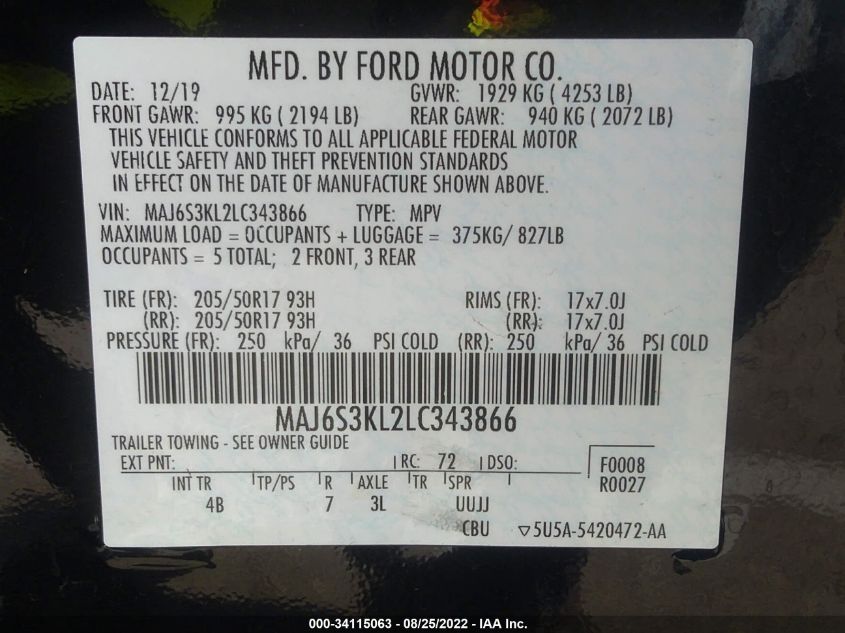 MFD. BY FORD MOTOR CO.
DATE: 12/19 GVWR: 1929 KG ( 4253 LB)
FRONT GAWR: 995 KG ( 2194 LB) REAR GAWR: 940 KG ( 2072 LB)
THIS VEHICLE CONFORMS TO ALL APPLICABLE FEDERAL MOTOR
VEHICLE SAFETY AND THEFT PREVENTION STANDARDS
IN EFFECT ON THE DATE OF MANUFACTURE SHOWN ABOVE.
VIN: MAJ6S3KL2LC343866 TYPE: MPV
MAXIMUM LOAD = OCCUPANTS + LUGGAGE = 375KG/ 827LB
OCCUPANTS = 5 TOTAL; 2 FRONT, 3 REAR
TIRE (FR): 205/50R17 93H RIMS (FR): 17x7.0J
(RR): 205/50R17 93H (RR): 17x7.0J
PRESSURE (FR): 250 kPa/ 36 PSI COLD (RR): 250 kPa/ 36 PSI COLD
MAJ6S3KL2LC343866
TRAILER TOWING - SEE OWNER GUIDE
EXT PNT: RC: 72 DSO: F0008
R0027
INT TR TP/PS R AXLE TR SPR
4B 7 3L UUJJ
CBU ▽5U5A-5420472-AA
000-34115063 - 08/25/2022 - IAA Inc.